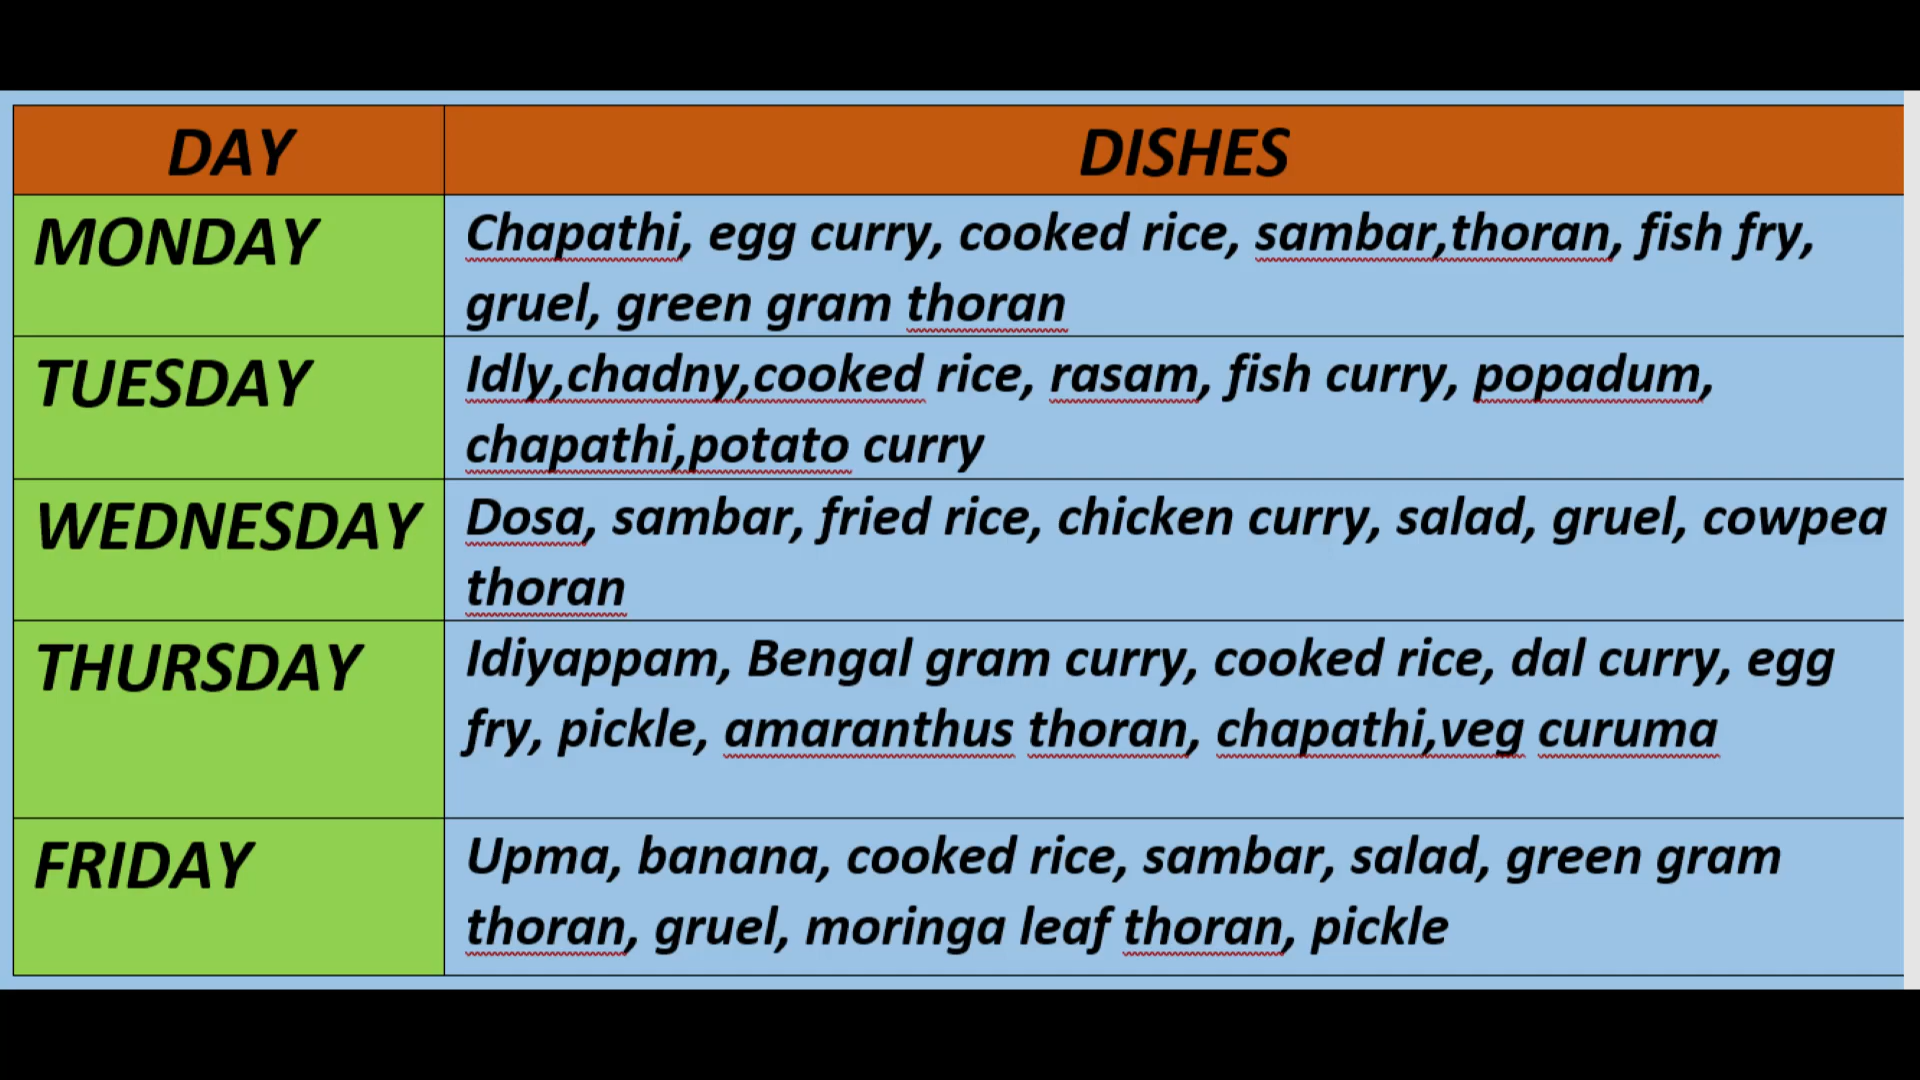 DAY DISHES
MONDAY Chapathi, egg curry, cooked rice, sambar,thoran, fish fry,
gruel, green gram thoran
TUESDAY Idly,chadny,cooked rice, rasam, fish curry, popadum,
chapathi,potato curry
WEDNESDAY Dosa, sambar, fried rice, chicken curry, salad, gruel, cowpea
thoran
THURSDAY Idiyappam, Bengal gram curry, cooked rice, dal curry, egg
fry, pickle, amaranthus thoran, chapathi,veg curuma
FRIDAY Upma, banana, cooked rice, sambar, salad, green gram
thoran, gruel, moringa leaf thoran, pickle